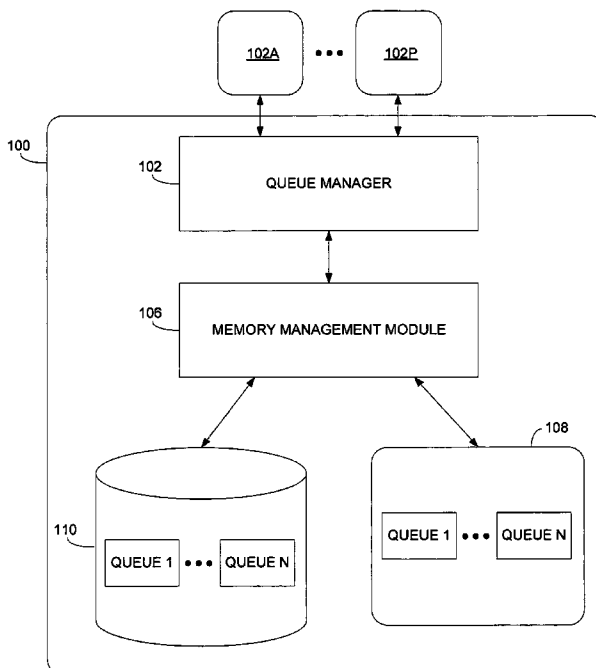 102A ••• 102P
100
102
QUEUE MANAGER
106
MEMORY MANAGEMENT MODULE
108
110
QUEUE 1 ••• QUEUE N
QUEUE 1 ••• QUEUE N